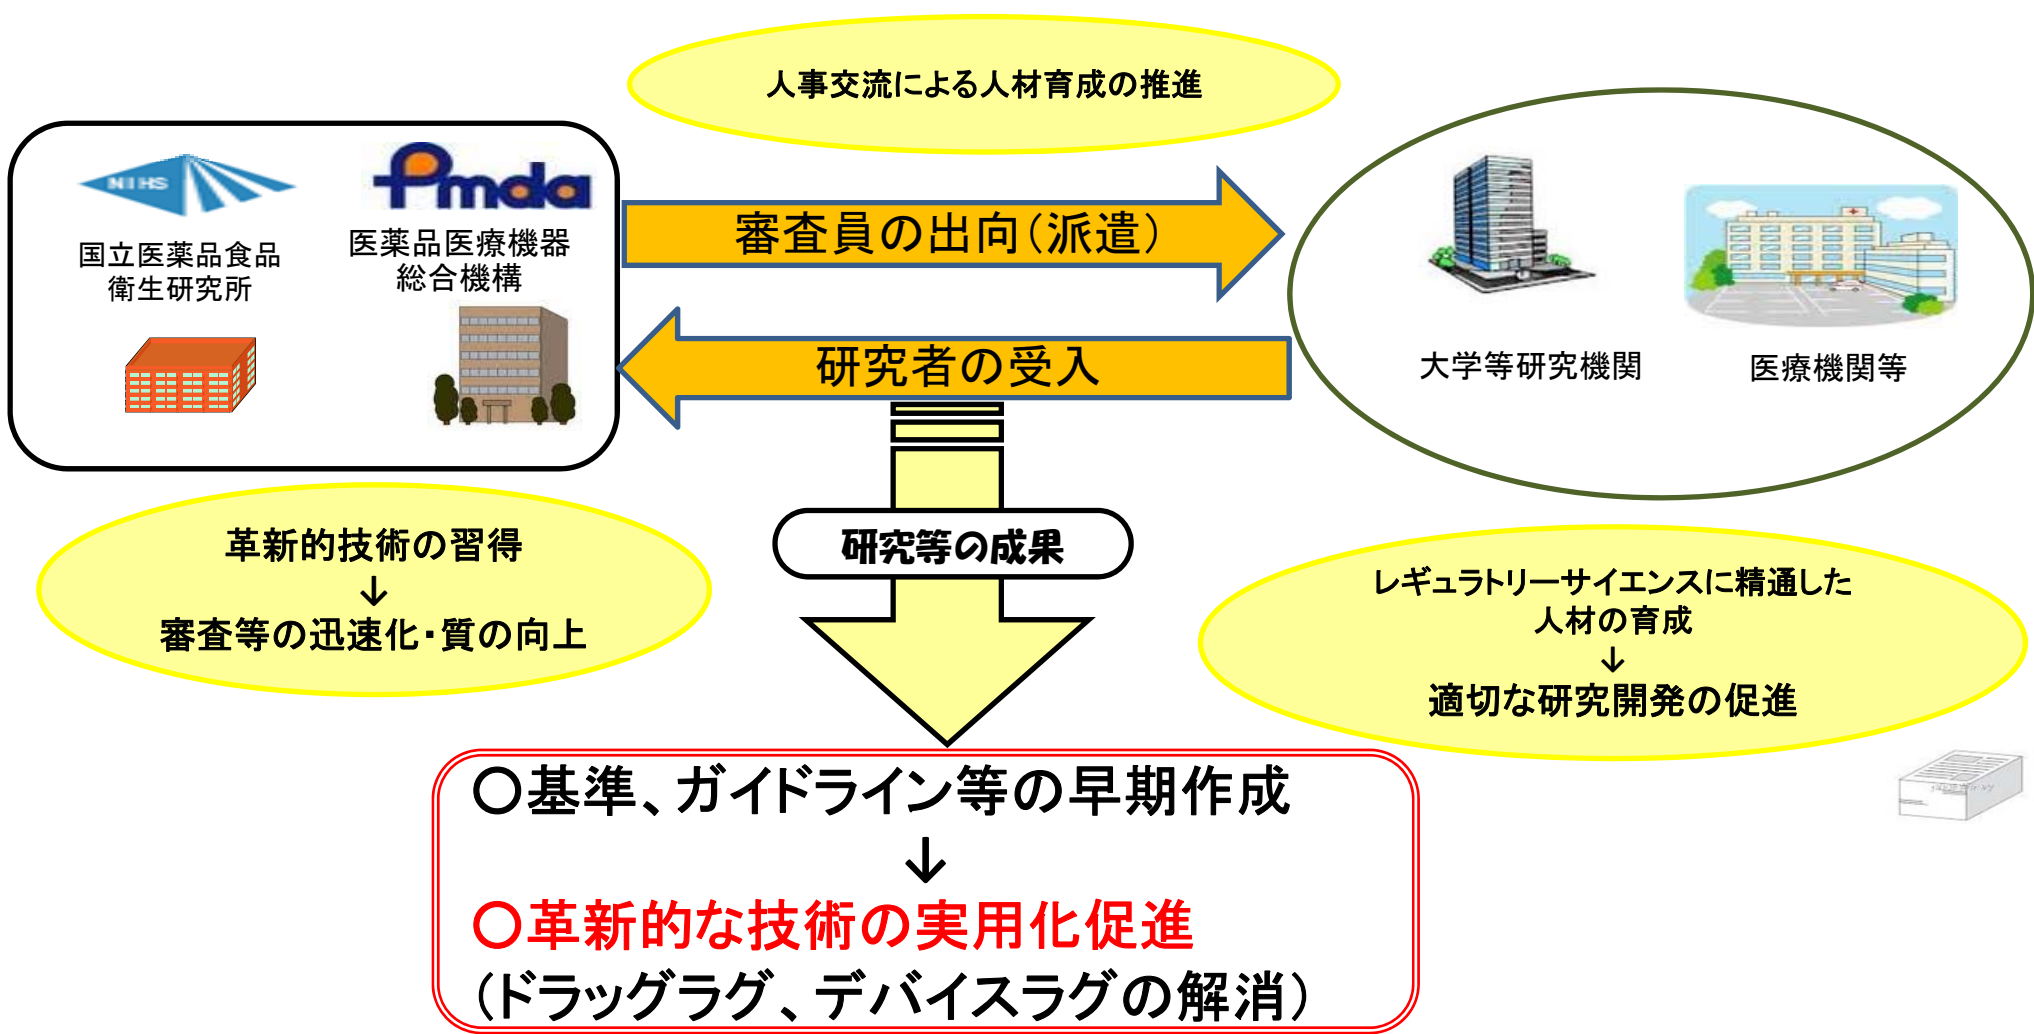 人事交流による人材育成の推進
NIHS
Pmda
国立医薬品食品
衛生研究所
医薬品医療機器
総合機構
審査員の出向(派遣)
研究者の受入
大学等研究機関
医療機関等
革新的技術の習得
↓
審査等の迅速化・質の向上
研究等の成果
レギュラトリーサイエンスに精通した
人材の育成
↓
適切な研究開発の促進
○基準、ガイドライン等の早期作成
↓
○革新的な技術の実用化促進
(ドラッグラグ、デバイスラグの解消)